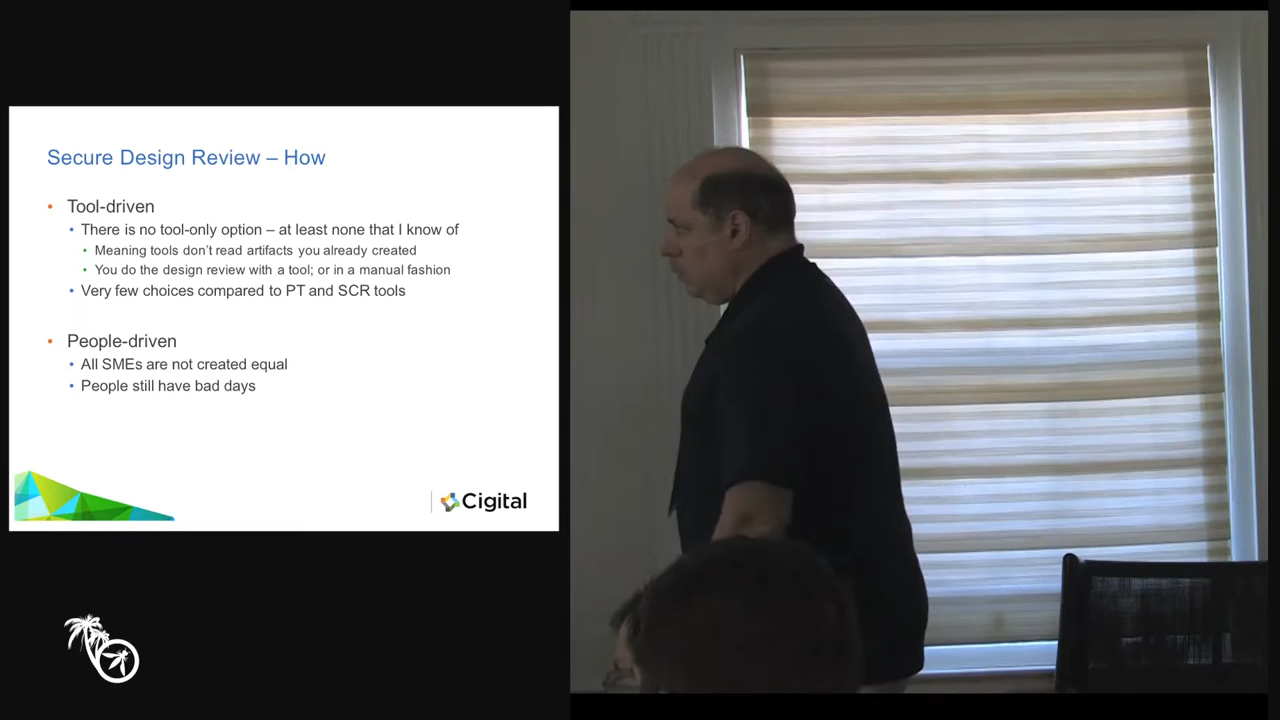 Secure Design Review – How
• Tool-driven
• There is no tool-only option – at least none that I know of
• Meaning tools don’t read artifacts you already created
• You do the design review with a tool; or in a manual fashion
• Very few choices compared to PT and SCR tools
• People-driven
• All SMEs are not created equal
• People still have bad days
Cigital